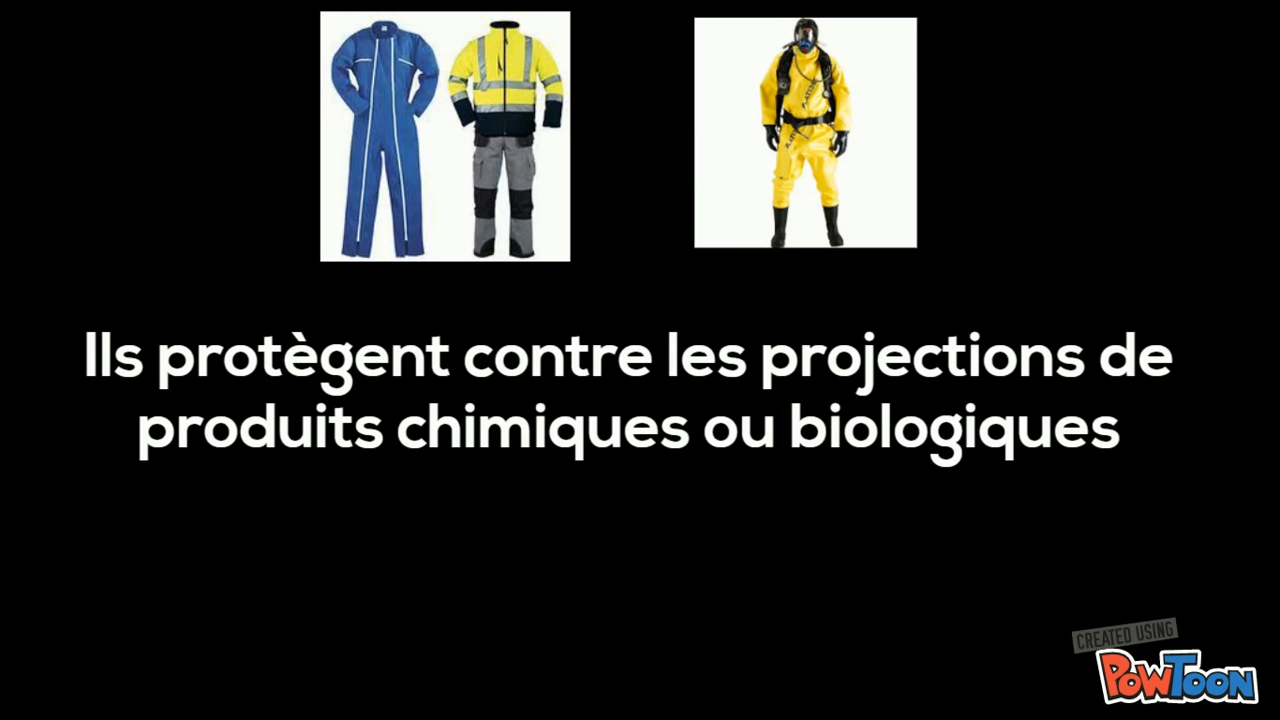 Ils protègent contre les projections de
produits chimiques ou biologiques
CREATED USING
POWTOON